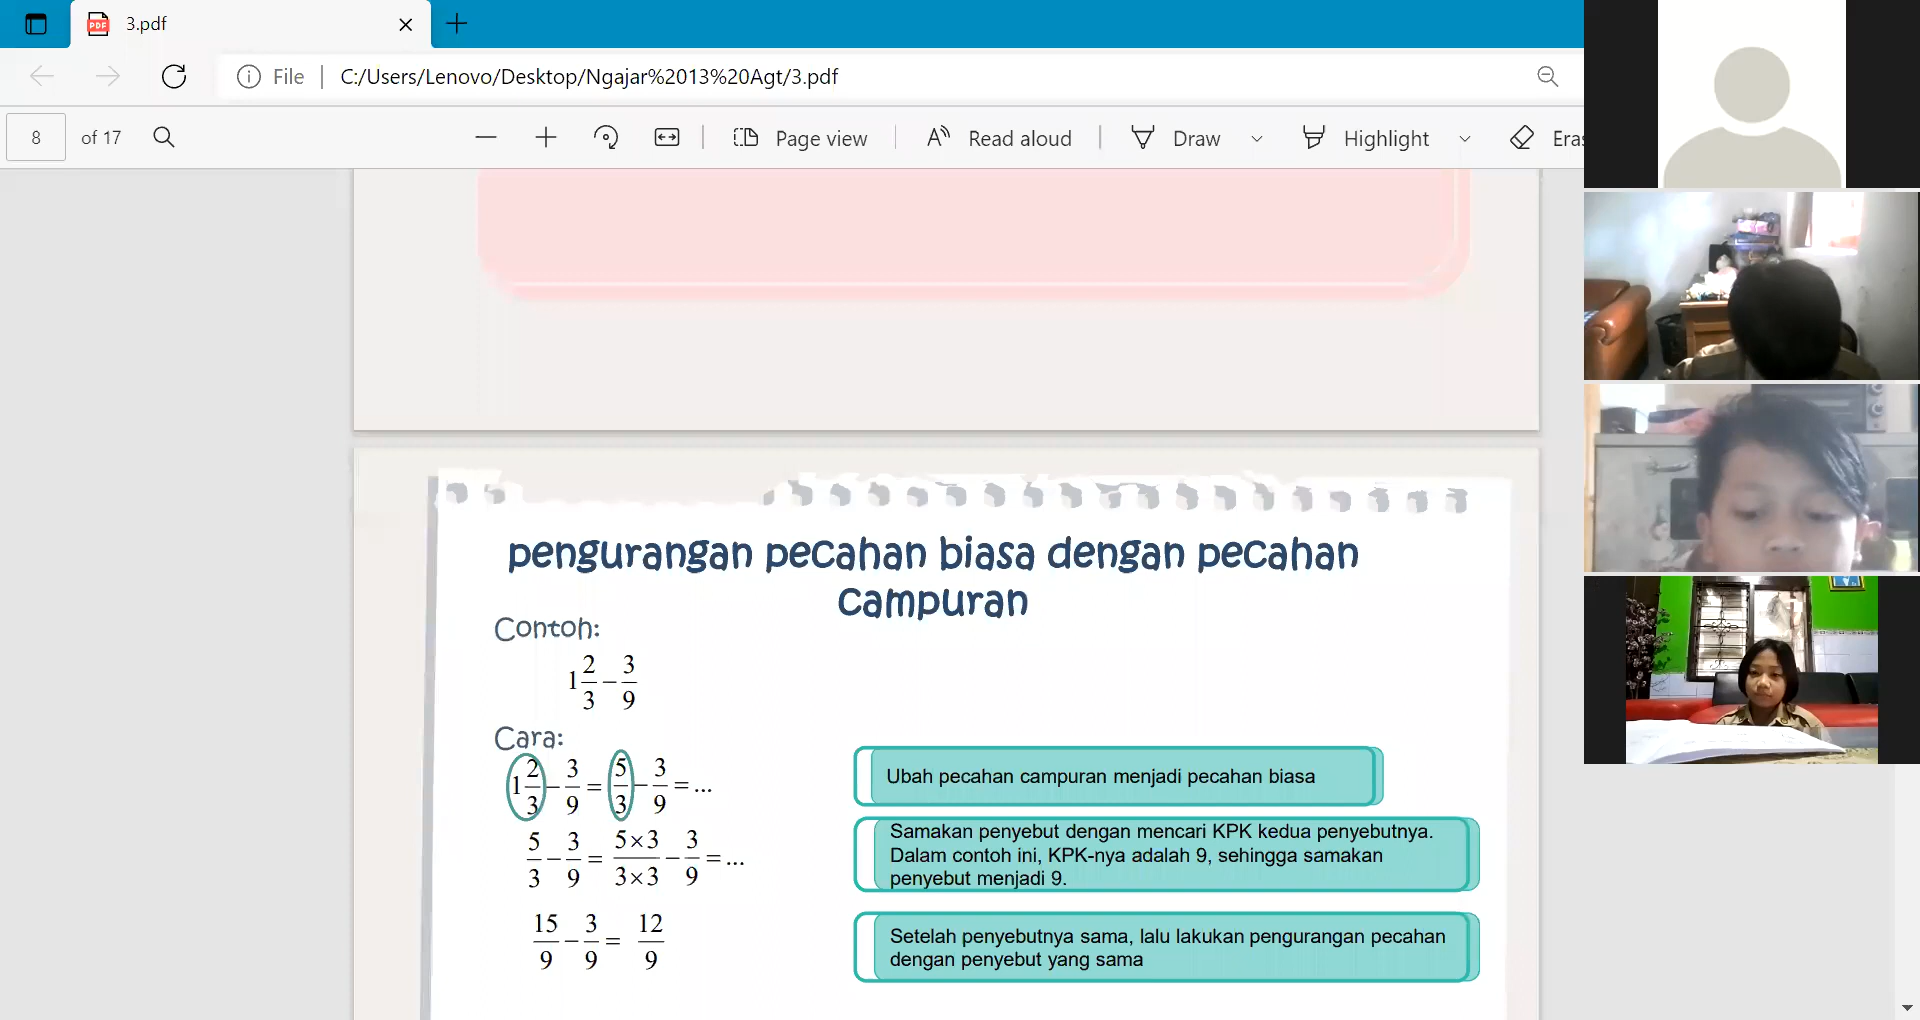 3.pdf
File | C:/Users/Lenovo/Desktop/Ngajar%2013%20Agt/3.pdf
8 of 17
Page view
Read aloud
Draw
Highlight
Eras
pengurangan pecahan biasa dengan pecahan
campuran
Contoh:
1 2/3 − 3/9
Cara:
1 2/3 − 3/9 = 5/3 − 3/9 = ...
Ubah pecahan campuran menjadi pecahan biasa
5/3 − 3/9 = 5×3/3×3 − 3/9 = ...
Samakan penyebut dengan mencari KPK kedua penyebutnya.
Dalam contoh ini, KPK-nya adalah 9, sehingga samakan
penyebut menjadi 9.
15/9 − 3/9 = 12/9
Setelah penyebutnya sama, lalu lakukan pengurangan pecahan
dengan penyebut yang sama